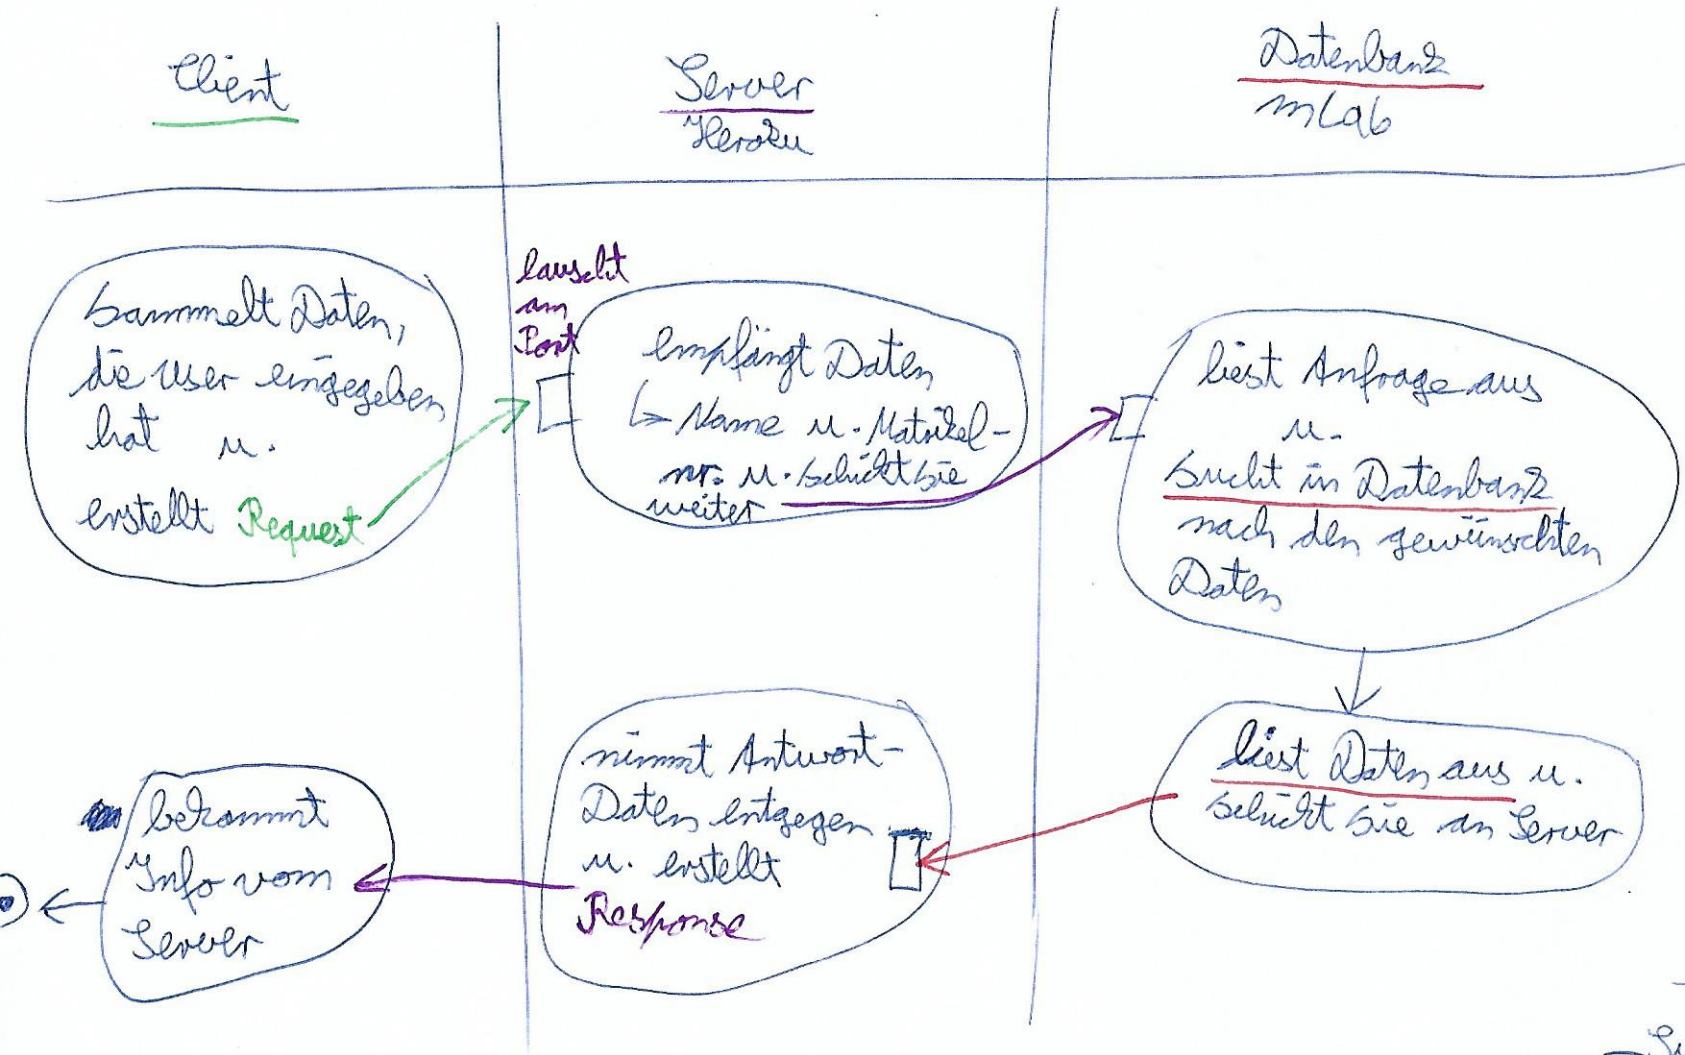 Client
Server
Heroku
Datenbank
mLab
sammelt Daten,
die User eingegeben
hat u.
erstellt Request
lauscht
am
Port
empfängt Daten
↳ Name u. Matrikel-
nr. u. schickt sie
weiter
liest Anfrage aus
u.
sucht in Datenbank
nach den gewünschten
Daten
liest Daten aus u.
schickt sie an Server
nimmt Antwort-
Daten entgegen
u. erstellt
Response
bekommt
Info vom
Server